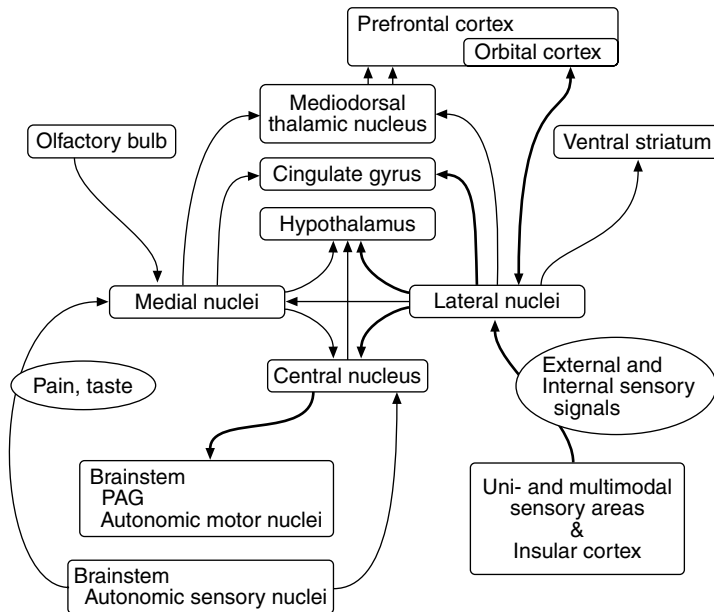 Prefrontal cortex
Orbital cortex
Mediodorsal
thalamic nucleus
Olfactory bulb
Ventral striatum
Cingulate gyrus
Hypothalamus
Medial nuclei
Lateral nuclei
Pain, taste
Central nucleus
External and
Internal sensory
signals
Brainstem
PAG
Autonomic motor nuclei
Uni- and multimodal
sensory areas
&
Insular cortex
Brainstem
Autonomic sensory nuclei